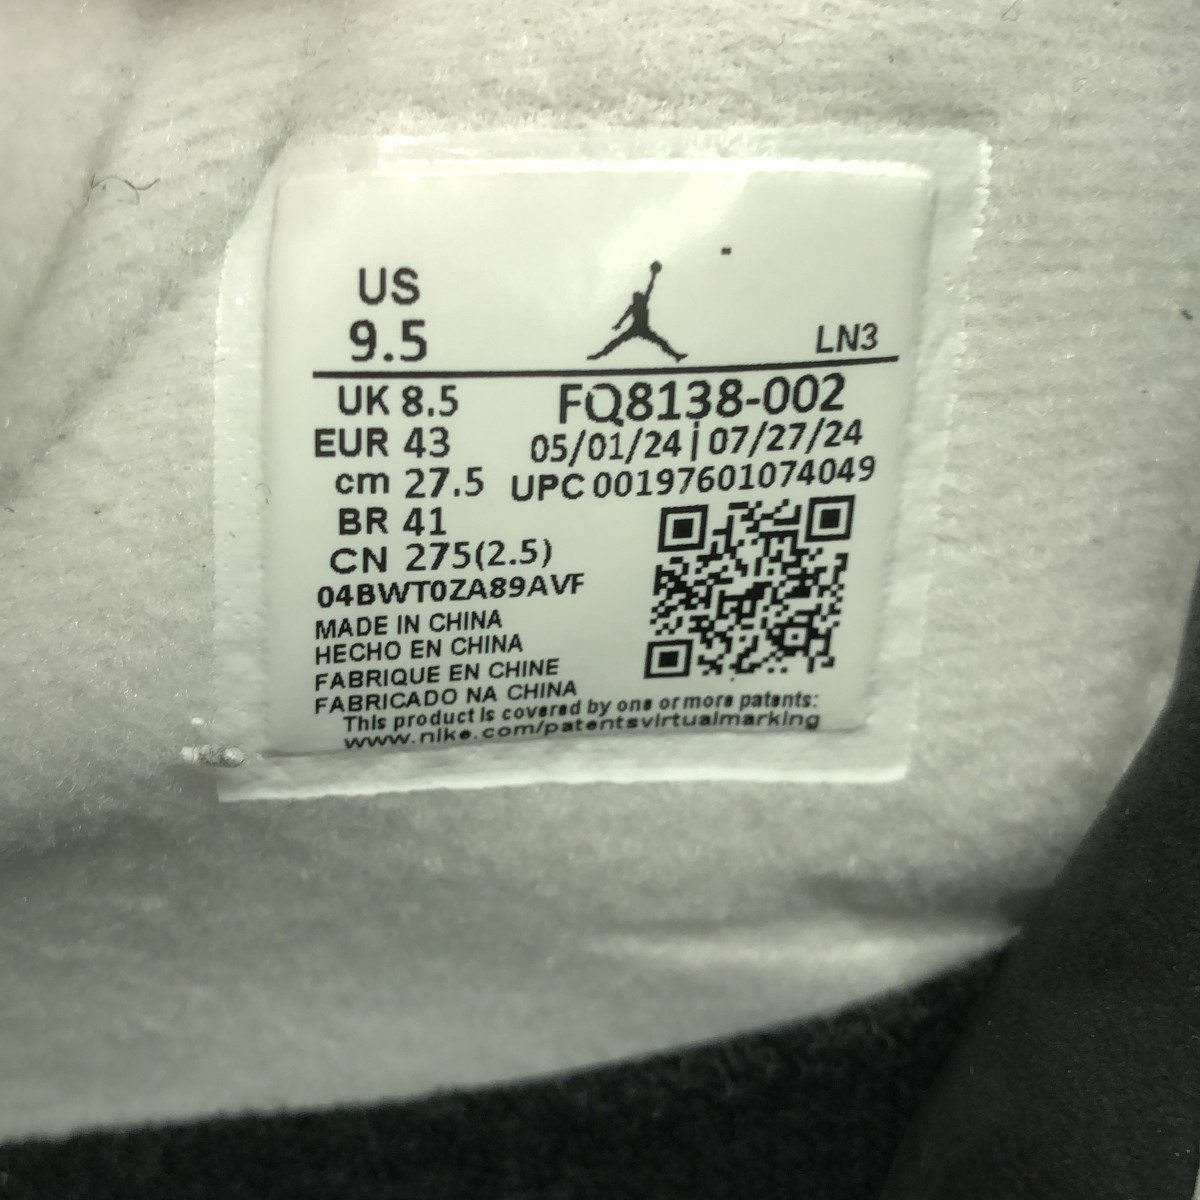 US
9.5
LN3
UK 8.5
FQ8138-002
EUR 43
05/01/24 | 07/27/24
cm 27.5
UPC 00197601074049
BR 41
CN 275(2.5)
04BWT0ZA89AVF
MADE IN CHINA
HECHO EN CHINA
FABRIQUE EN CHINE
FABRICADO NA CHINA
This product is covered by one or more patents:
www.nike.com/patentsvirtualmarking